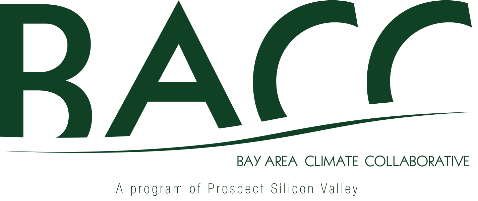 BACC
BAY AREA CLIMATE COLLABORATIVE
A program of Prospect Silicon Valley